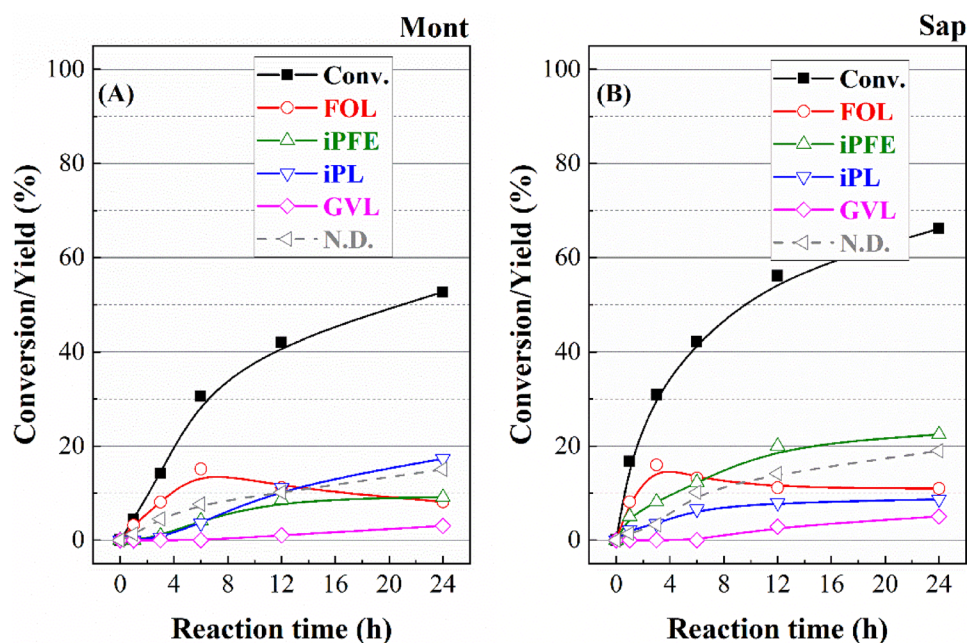 Mont
(A)
Conv.
FOL
iPFE
iPL
GVL
N.D.
Conversion/Yield (%)
100
80
60
40
20
0
0 4 8 12 16 20 24
Reaction time (h)
Sap
(B)
Conv.
FOL
iPFE
iPL
GVL
N.D.
Conversion/Yield (%)
100
80
60
40
20
0
0 4 8 12 16 20 24
Reaction time (h)